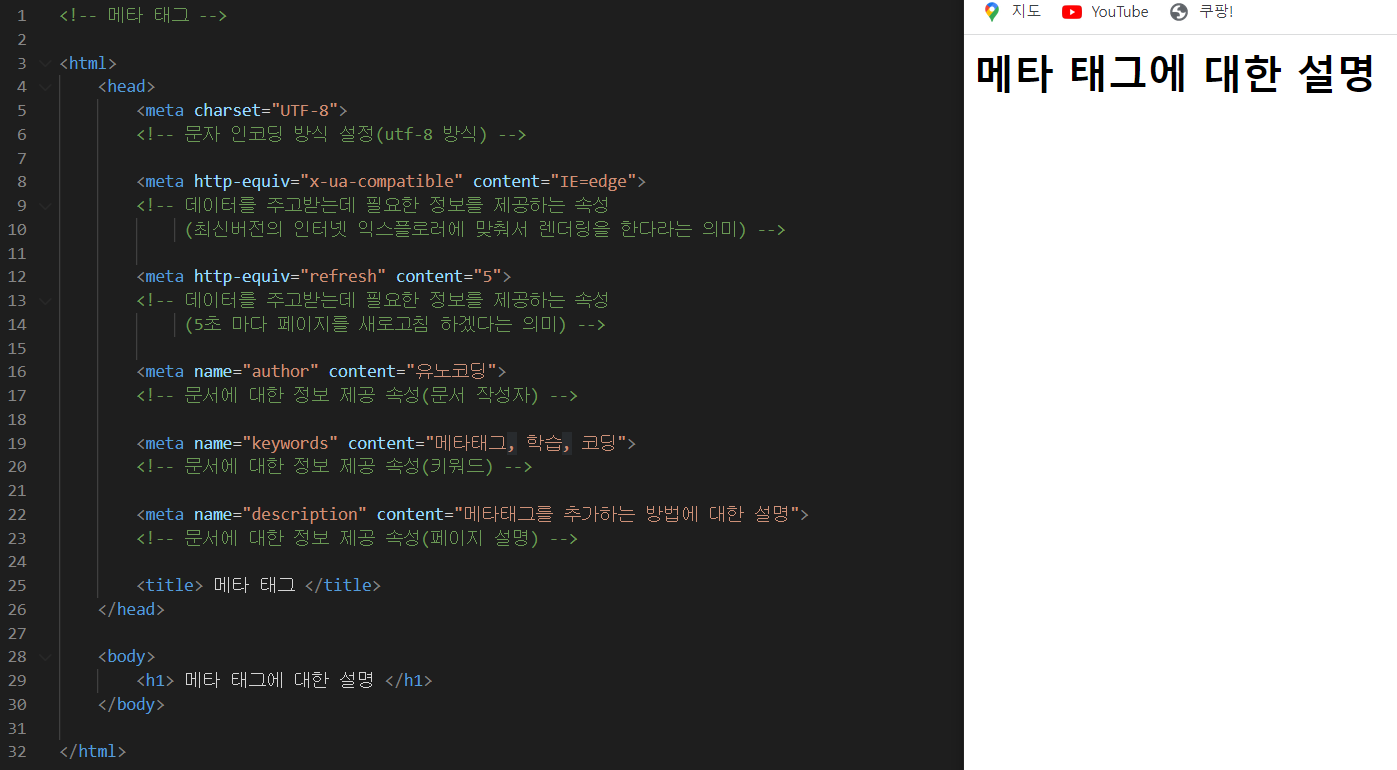 1 <!-- 메타 태그 -->
2
3 <html>
4 <head>
5 <meta charset="UTF-8">
6 <!-- 문자 인코딩 방식 설정(utf-8 방식) -->
7
8 <meta http-equiv="x-ua-compatible" content="IE=edge">
9 <!-- 데이터를 주고받는데 필요한 정보를 제공하는 속성
10 (최신버전의 인터넷 익스플로러에 맞춰서 렌더링을 한다라는 의미) -->
11
12 <meta http-equiv="refresh" content="5">
13 <!-- 데이터를 주고받는데 필요한 정보를 제공하는 속성
14 (5초 마다 페이지를 새로고침 하겠다는 의미) -->
15
16 <meta name="author" content="유노코딩">
17 <!-- 문서에 대한 정보 제공 속성(문서 작성자) -->
18
19 <meta name="keywords" content="메타태그, 학습, 코딩">
20 <!-- 문서에 대한 정보 제공 속성(키워드) -->
21
22 <meta name="description" content="메타태그를 추가하는 방법에 대한 설명">
23 <!-- 문서에 대한 정보 제공 속성(페이지 설명) -->
24
25 <title> 메타 태그 </title>
26 </head>
27
28 <body>
29 <h1> 메타 태그에 대한 설명 </h1>
30 </body>
31
32 </html>
지도 YouTube 쿠팡!
메타 태그에 대한 설명